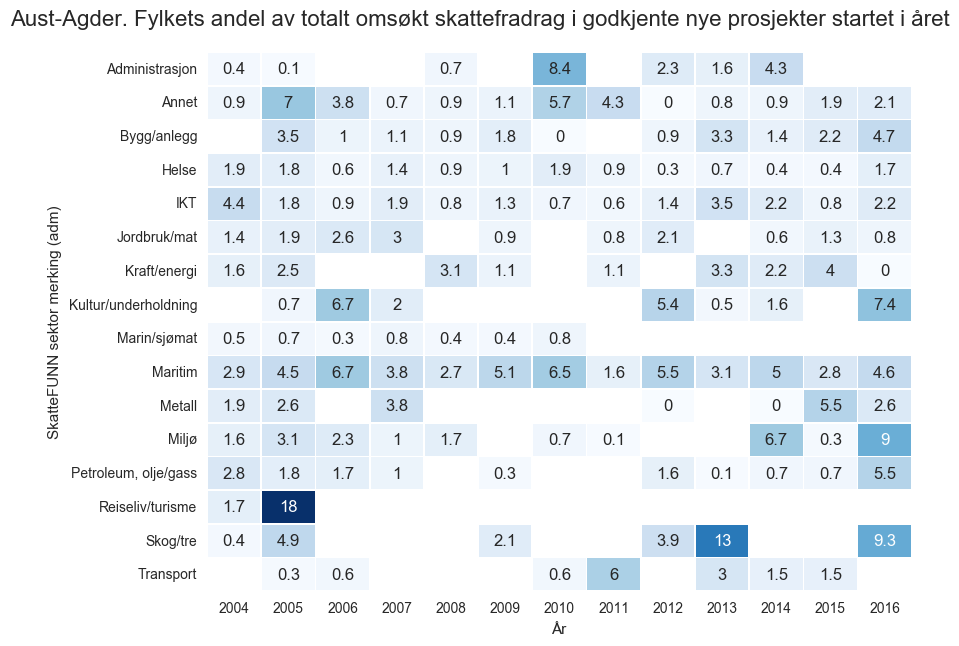 Aust-Agder. Fylkets andel av totalt omsøkt skattefradrag i godkjente nye prosjekter startet i året
SkatteFUNN sektor merking (adm)
Administrasjon 0.4 0.1 0.7 8.4 2.3 1.6 4.3
Annet 0.9 7 3.8 0.7 0.9 1.1 5.7 4.3 0 0.8 0.9 1.9 2.1
Bygg/anlegg 3.5 1 1.1 0.9 1.8 0 0.9 3.3 1.4 2.2 4.7
Helse 1.9 1.8 0.6 1.4 0.9 1 1.9 0.9 0.3 0.7 0.4 0.4 1.7
IKT 4.4 1.8 0.9 1.9 0.8 1.3 0.7 0.6 1.4 3.5 2.2 0.8 2.2
Jordbruk/mat 1.4 1.9 2.6 3 0.9 0.8 2.1 0.6 1.3 0.8
Kraft/energi 1.6 2.5 3.1 1.1 1.1 3.3 2.2 4 0
Kultur/underholdning 0.7 6.7 2 5.4 0.5 1.6 7.4
Marin/sjømat 0.5 0.7 0.3 0.8 0.4 0.4 0.8
Maritim 2.9 4.5 6.7 3.8 2.7 5.1 6.5 1.6 5.5 3.1 5 2.8 4.6
Metall 1.9 2.6 3.8 0 0 5.5 2.6
Miljø 1.6 3.1 2.3 1 1.7 0.7 0.1 6.7 0.3 9
Petroleum, olje/gass 2.8 1.8 1.7 1 0.3 1.6 0.1 0.7 0.7 5.5
Reiseliv/turisme 1.7 18
Skog/tre 0.4 4.9 2.1 3.9 13 9.3
Transport 0.3 0.6 0.6 6 3 1.5 1.5
2004 2005 2006 2007 2008 2009 2010 2011 2012 2013 2014 2015 2016
År